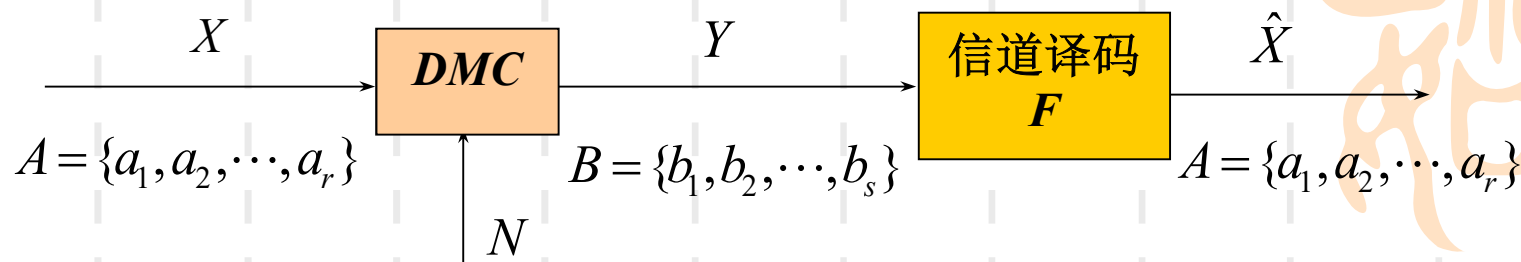 X
DMC
Y
信道译码
F
X̂
A = {a₁, a₂, ⋯, aᵣ}
B = {b₁, b₂, ⋯, bₛ}
A = {a₁, a₂, ⋯, aᵣ}
N